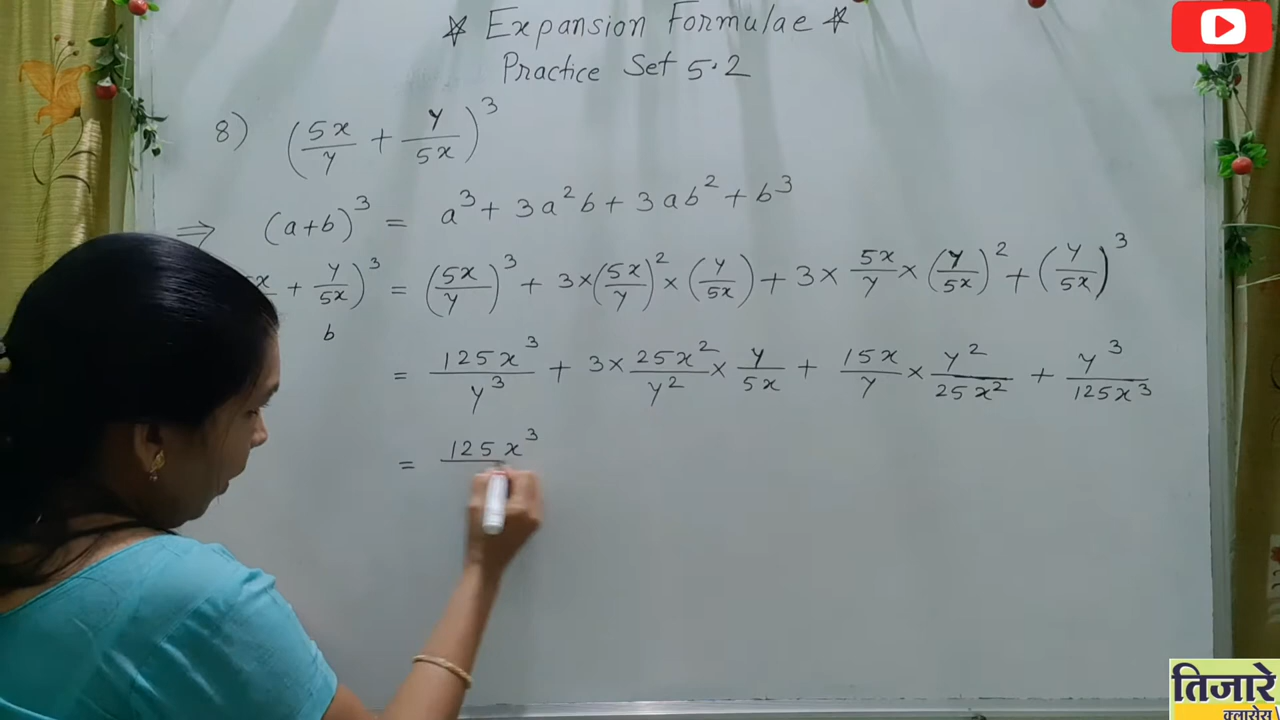 ☆ Expansion Formulae ☆
Practice Set 5.2
8) (5x/y + y/5x)³
⇒ (a+b)³ = a³ + 3a²b + 3ab² + b³
x + y/5x)³ = (5x/y)³ + 3×(5x/y)²×(y/5x) + 3×5x/y×(y/5x)² + (y/5x)³
b
= 125x³/y³ + 3×25x²/y²×y/5x + 15x/y×y²/25x² + y³/125x³
= 125x³
तिजारे
क्लासेस